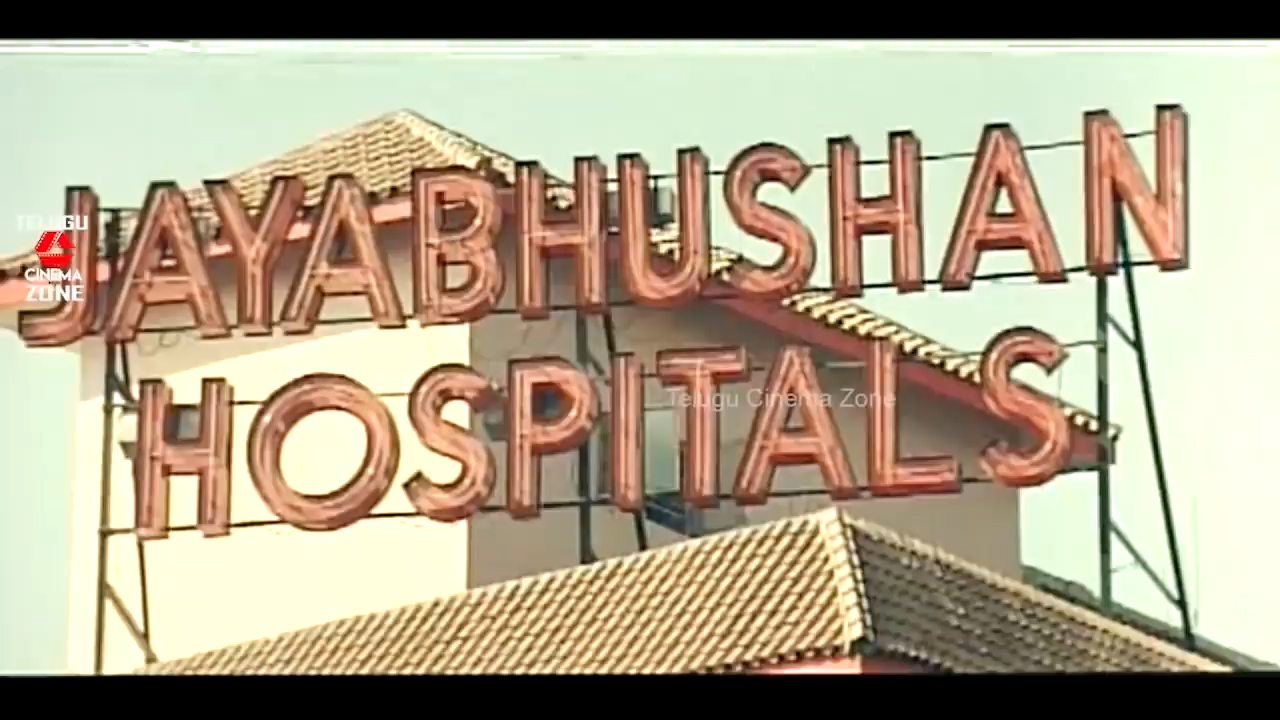 JAYABHUSHAN
HOSPITALS
TELUGU
CINEMA
ZONE
Telugu Cinema Zone